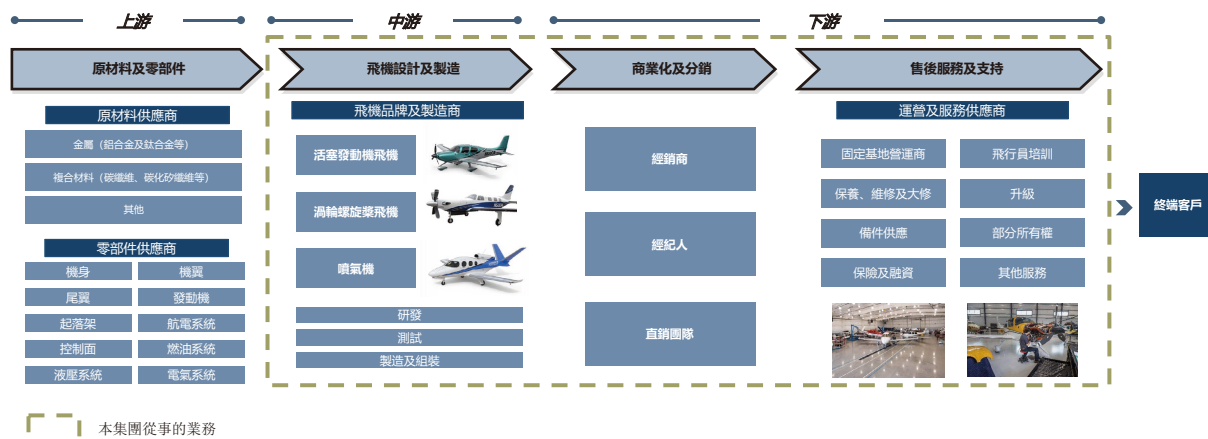 上游
中游
下游
原材料及零部件
飛機設計及製造
商業化及分銷
售後服務及支持
原材料供應商
金屬（鋁合金及鈦合金等）
複合材料（碳纖維、碳化矽纖維等）
其他
零部件供應商
機身
機翼
尾翼
發動機
起落架
航電系統
控制面
燃油系統
液壓系統
電氣系統
飛機品牌及製造商
活塞發動機飛機
渦輪螺旋槳飛機
噴氣機
研發
測試
製造及組裝
經銷商
經紀人
直銷團隊
運營及服務供應商
固定基地營運商
飛行員培訓
保養、維修及大修
升級
備件供應
部分所有權
保險及融資
其他服務
終端客戶
本集團從事的業務